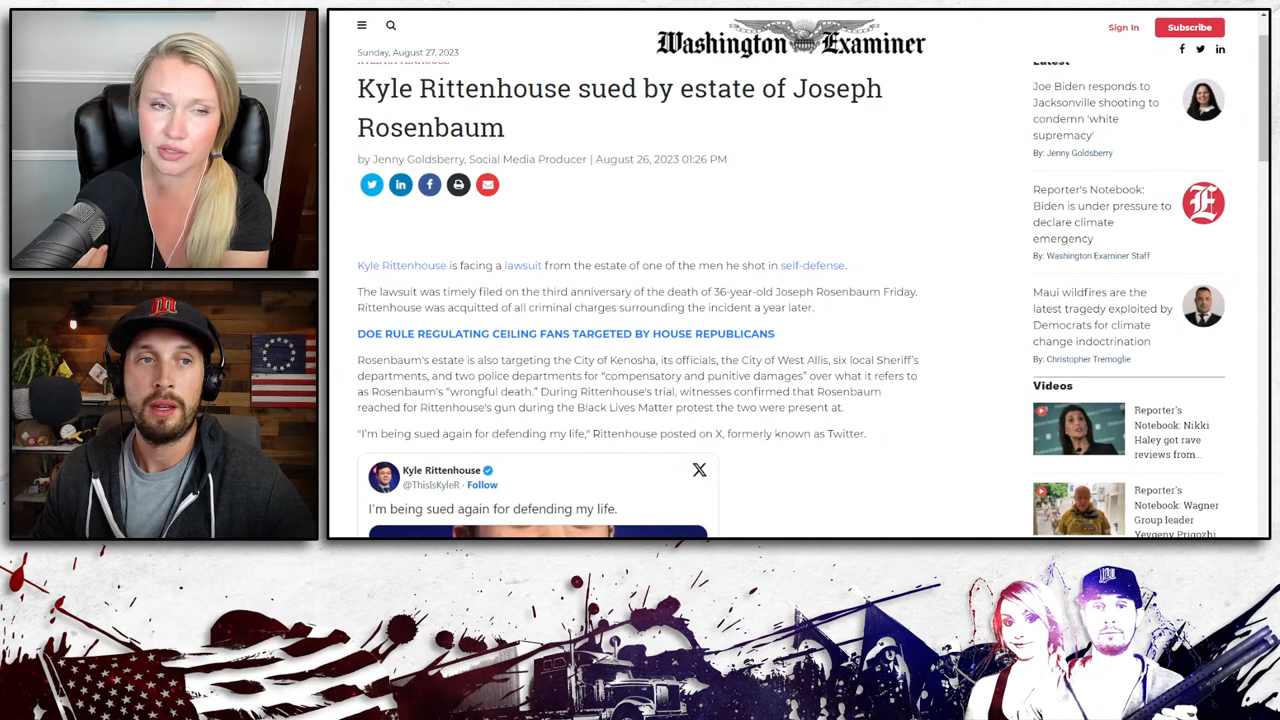 Sunday, August 27, 2023
Washington Examiner
Sign In
Subscribe
Kyle Rittenhouse sued by estate of Joseph
Rosenbaum
by Jenny Goldsberry, Social Media Producer | August 26, 2023 01:26 PM
Kyle Rittenhouse is facing a lawsuit from the estate of one of the men he shot in self-defense.
The lawsuit was timely filed on the third anniversary of the death of 36-year-old Joseph Rosenbaum Friday.
Rittenhouse was acquitted of all criminal charges surrounding the incident a year later.
DOE RULE REGULATING CEILING FANS TARGETED BY HOUSE REPUBLICANS
Rosenbaum's estate is also targeting the City of Kenosha, its officials, the City of West Allis, six local Sheriff's
departments, and two police departments for “compensatory and punitive damages” over what it refers to
as Rosenbaum's “wrongful death.” During Rittenhouse's trial, witnesses confirmed that Rosenbaum
reached for Rittenhouse's gun during the Black Lives Matter protest the two were present at.
“I'm being sued again for defending my life,” Rittenhouse posted on X, formerly known as Twitter.
Kyle Rittenhouse
@ThisIsKyleR · Follow
I'm being sued again for defending my life.
Latest
Joe Biden responds to
Jacksonville shooting to
condemn 'white
supremacy'
By: Jenny Goldsberry
Reporter's Notebook:
Biden is under pressure to
declare climate
emergency
By: Washington Examiner Staff
Maui wildfires are the
latest tragedy exploited by
Democrats for climate
change indoctrination
By: Christopher Tremoglie
Videos
Reporter's
Notebook: Nikki
Haley got rave
reviews from...
Reporter's
Notebook: Wagner
Group leader
Yevgeny Prigozhi